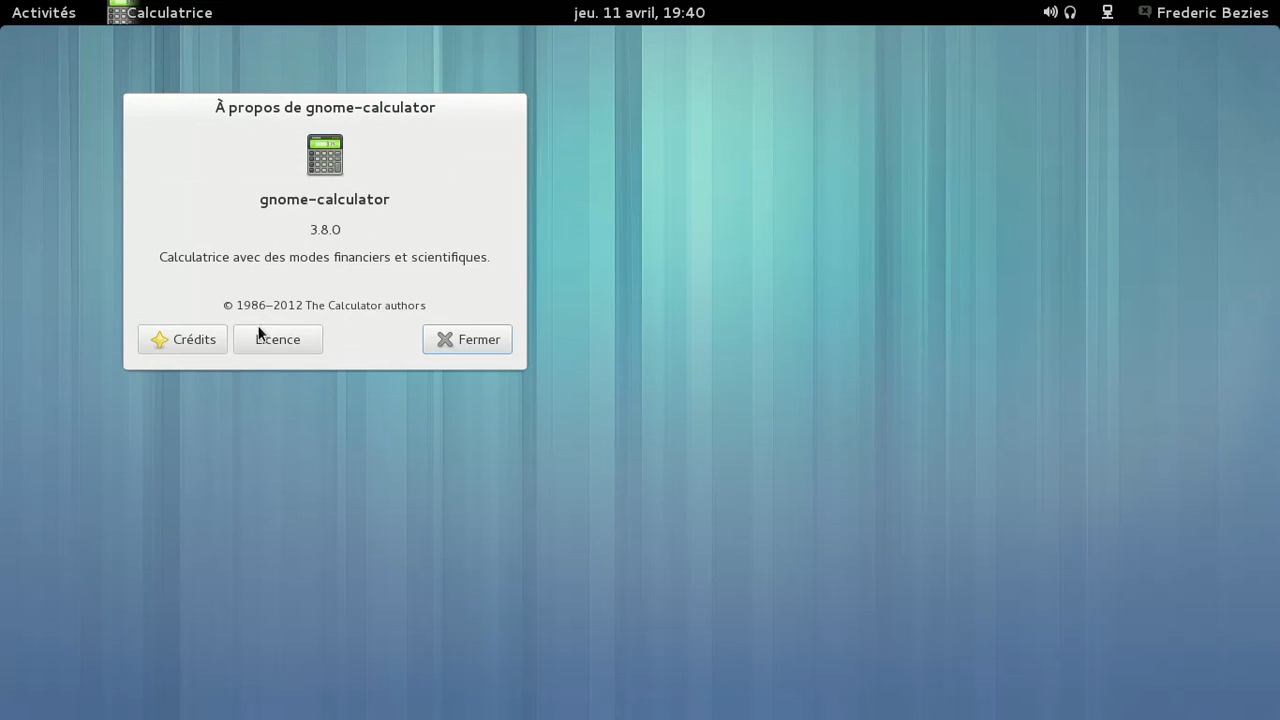 Activités Calculatrice jeu. 11 avril, 19:40 Frederic Bezies
À propos de gnome-calculator
gnome-calculator
3.8.0
Calculatrice avec des modes financiers et scientifiques.
© 1986–2012 The Calculator authors
Crédits Licence Fermer